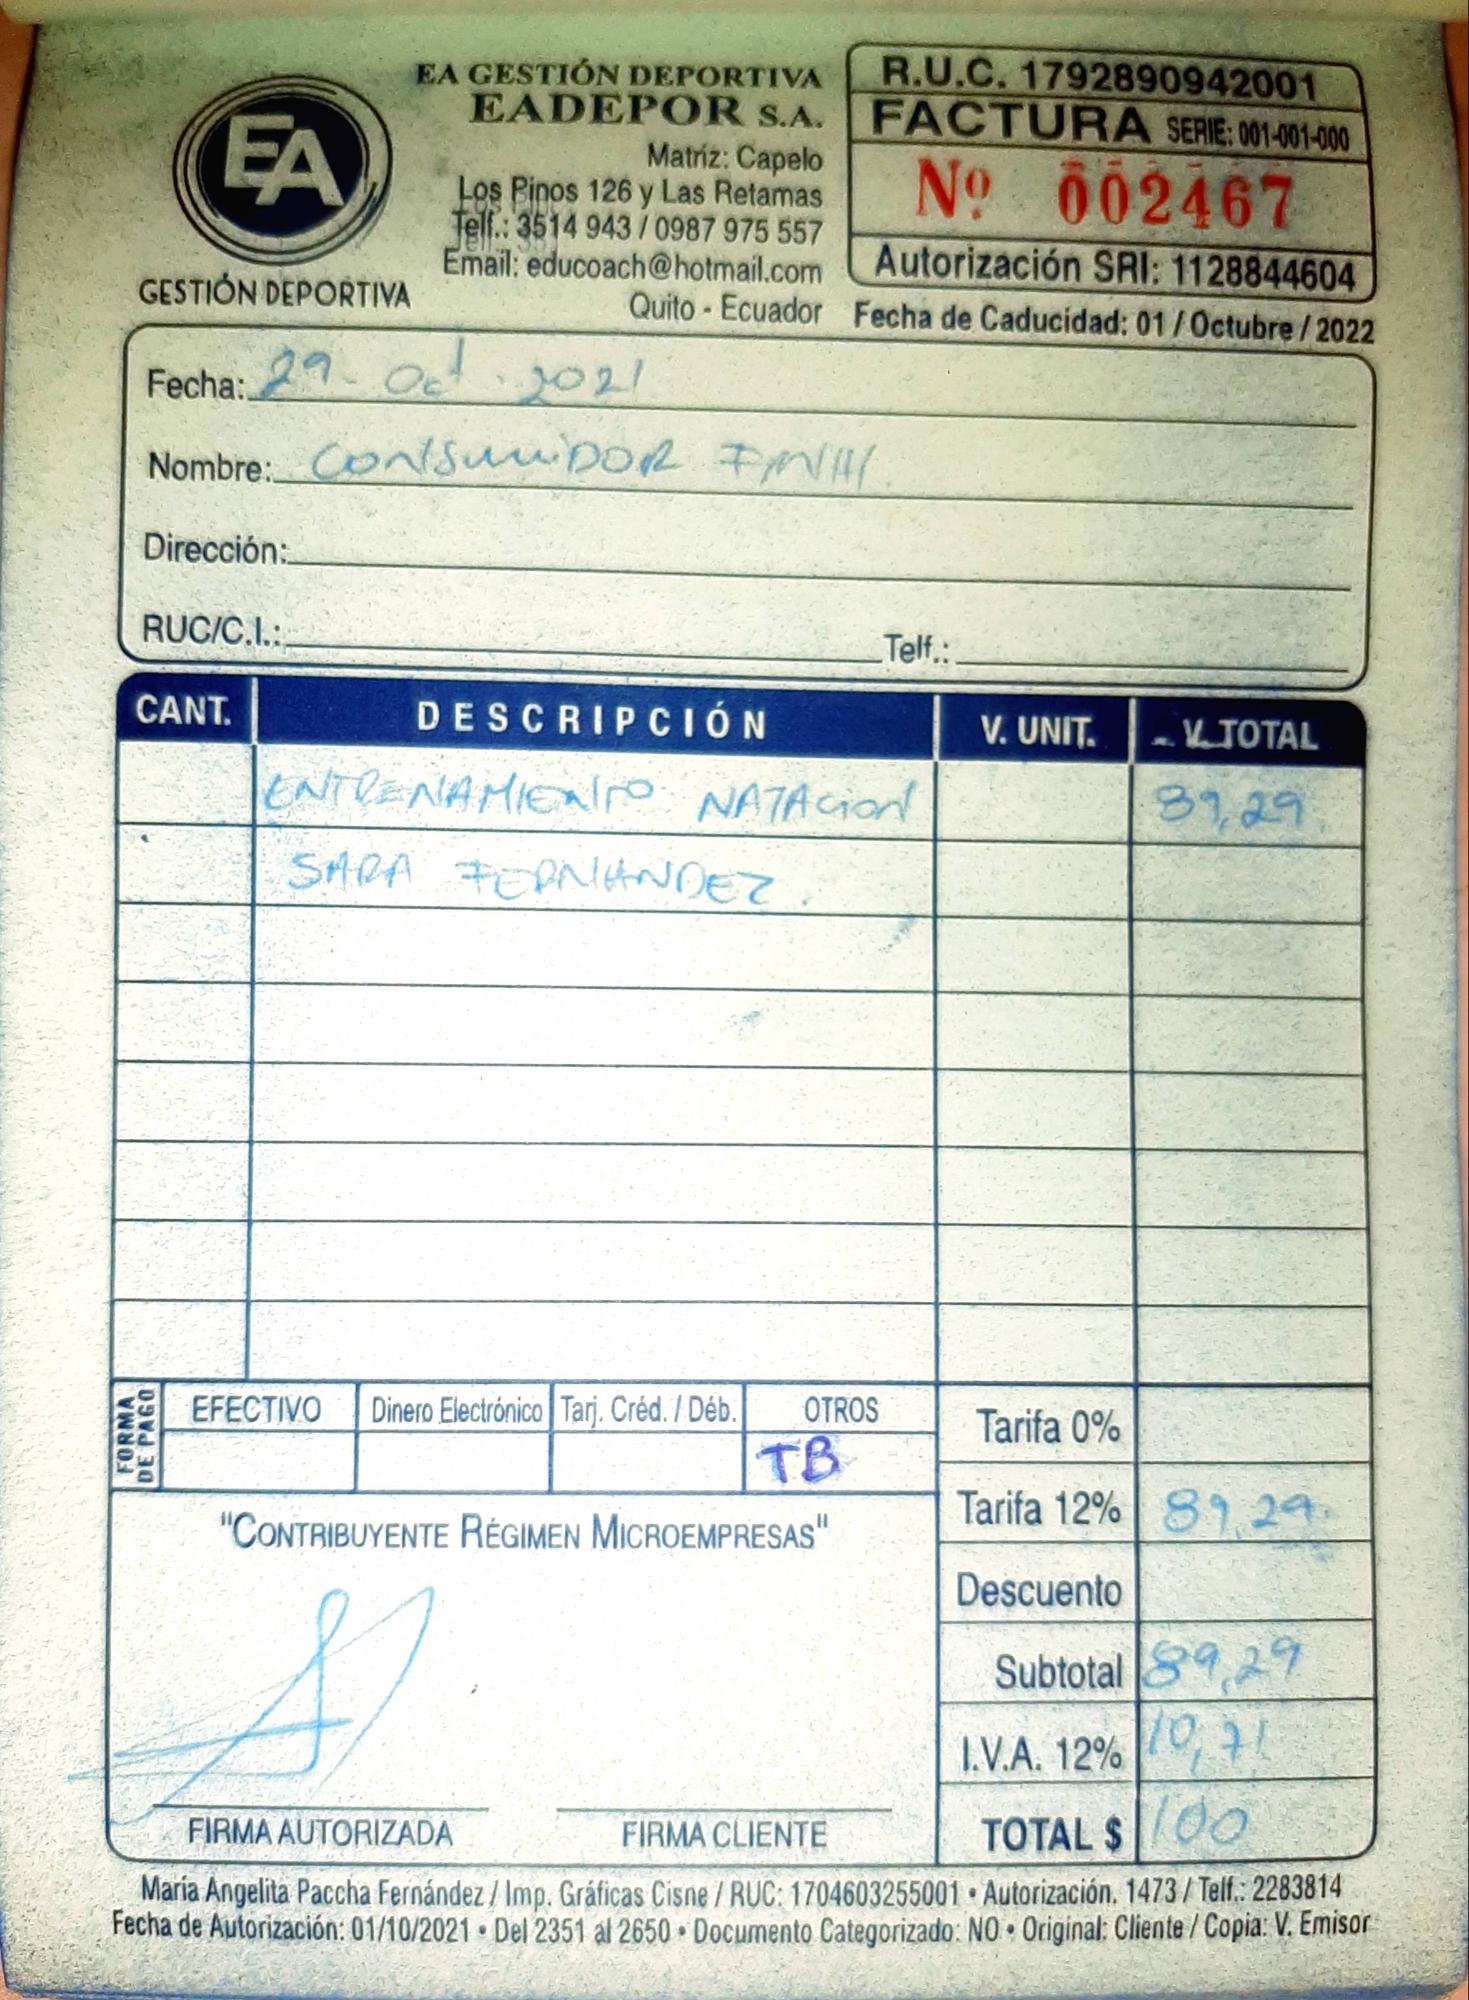 EA
GESTIÓN DEPORTIVA
EA GESTIÓN DEPORTIVA
EADEPOR S.A.
Matriz: Capelo
Los Pinos 126 y Las Retamas
Telf.: 3514 943 / 0987 975 557
Email: educoach@hotmail.com
Quito - Ecuador
R.U.C. 1792890942001
FACTURA SERIE: 001-001-000
Nº 002467
Autorización SRI: 1128844604
Fecha de Caducidad: 01 / Octubre / 2022
Fecha: 29 - Oct . 2021
Nombre: CONSUMIDOR FINAL
Dirección:
RUC/C.I.: Telf.:
CANT. DESCRIPCIÓN V. UNIT. V. TOTAL
ENTRENAMIENTO NATACION 89,29
SARA FERNANDEZ.
FORMA DE PAGO
EFECTIVO Dinero Electrónico Tarj. Créd. / Déb. OTROS
TB
Tarifa 0%
Tarifa 12% 89,29
Descuento
Subtotal 89,29
I.V.A. 12% 10,71
TOTAL $ 100
"CONTRIBUYENTE RÉGIMEN MICROEMPRESAS"
FIRMA AUTORIZADA FIRMA CLIENTE
María Angelita Paccha Fernández / Imp. Gráficas Cisne / RUC: 1704603255001 • Autorización. 1473 / Telf.: 2283814
Fecha de Autorización: 01/10/2021 • Del 2351 al 2650 • Documento Categorizado: NO • Original: Cliente / Copia: V. Emisor